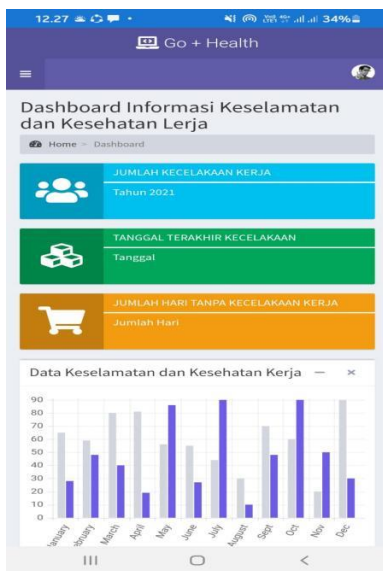 12.27
34%
Go + Health
Dashboard Informasi Keselamatan
dan Kesehatan Lerja
Home > Dashboard
JUMLAH KECELAKAAN KERJA
Tahun 2021
TANGGAL TERAKHIR KECELAKAAN
Tanggal
JUMLAH HARI TANPA KECELAKAAN KERJA
Jumlah Hari
Data Keselamatan dan Kesehatan Kerja
90
80
70
60
50
40
30
20
10
0
January February March April May June July August Sept Oct Nov Dec